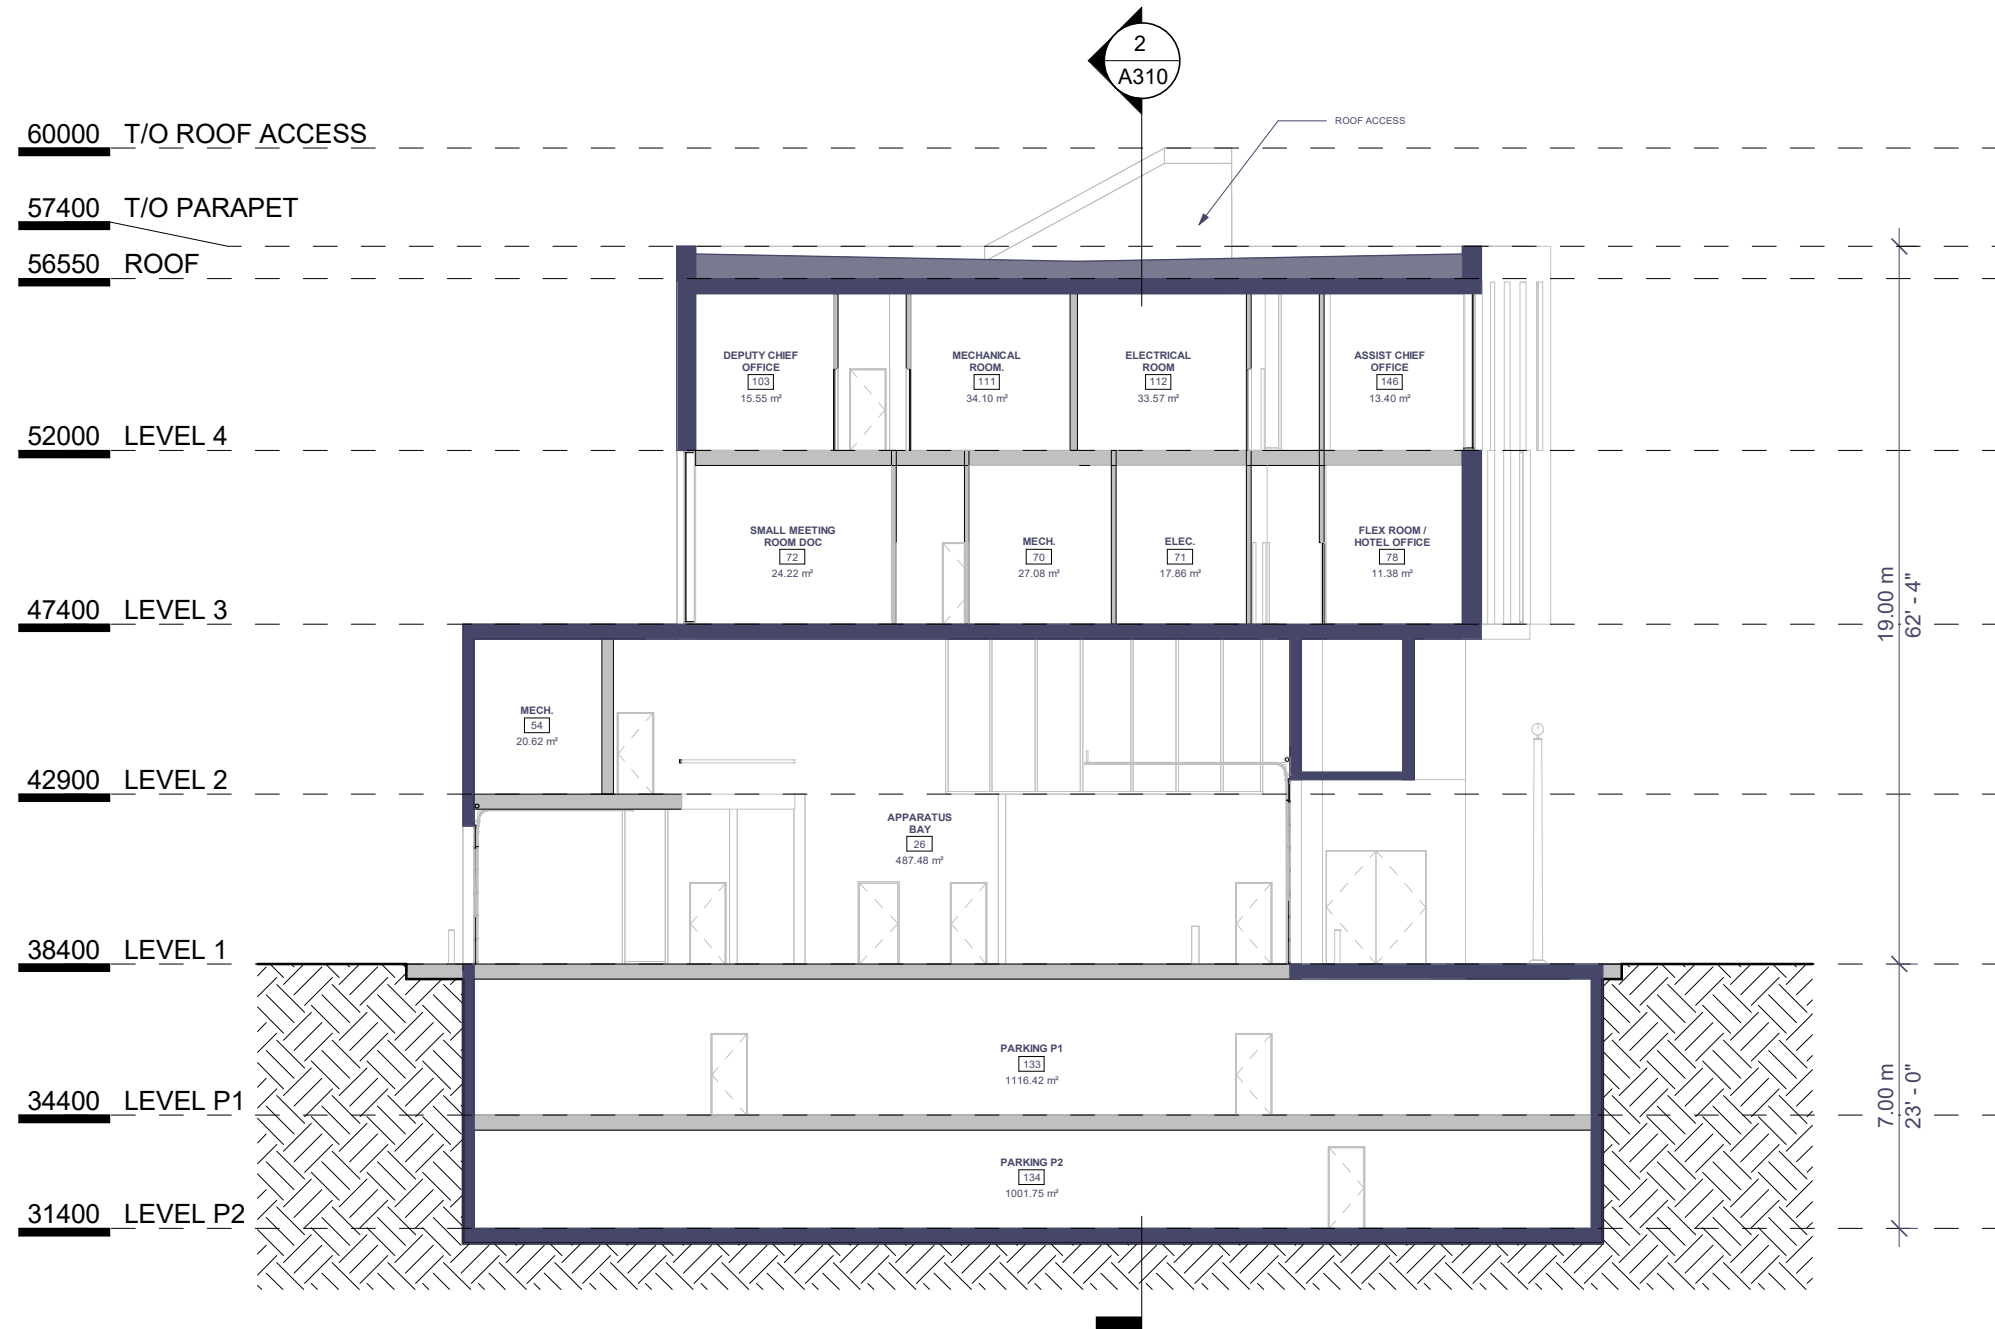 2
A310
ROOF ACCESS
60000 T/O ROOF ACCESS
57400 T/O PARAPET
56550 ROOF
DEPUTY CHIEF
OFFICE
103
15.55 m²
MECHANICAL
ROOM.
111
34.10 m²
ELECTRICAL
ROOM
112
33.57 m²
ASSIST CHIEF
OFFICE
146
13.40 m²
52000 LEVEL 4
SMALL MEETING
ROOM DOC
72
24.22 m²
MECH.
70
27.08 m²
ELEC.
71
17.86 m²
FLEX ROOM /
HOTEL OFFICE
78
11.38 m²
47400 LEVEL 3
19.00 m
62' - 4"
MECH.
54
20.62 m²
42900 LEVEL 2
APPARATUS
BAY
26
487.48 m²
38400 LEVEL 1
PARKING P1
133
1116.42 m²
34400 LEVEL P1
7.00 m
23' - 0"
PARKING P2
134
1001.75 m²
31400 LEVEL P2